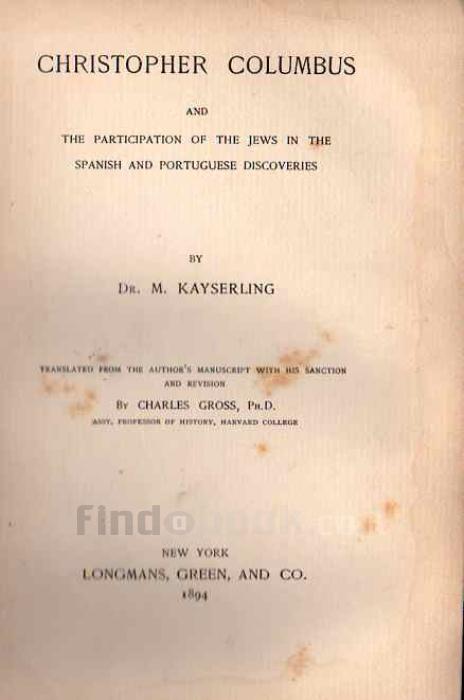 CHRISTOPHER COLUMBUS
AND
THE PARTICIPATION OF THE JEWS IN THE
SPANISH AND PORTUGUESE DISCOVERIES
BY
DR. M. KAYSERLING
TRANSLATED FROM THE AUTHOR'S MANUSCRIPT WITH HIS SANCTION
AND REVISION
BY CHARLES GROSS, PH.D.
ASST. PROFESSOR OF HISTORY, HARVARD COLLEGE
findabook.co
NEW YORK
LONGMANS, GREEN, AND CO.
1894